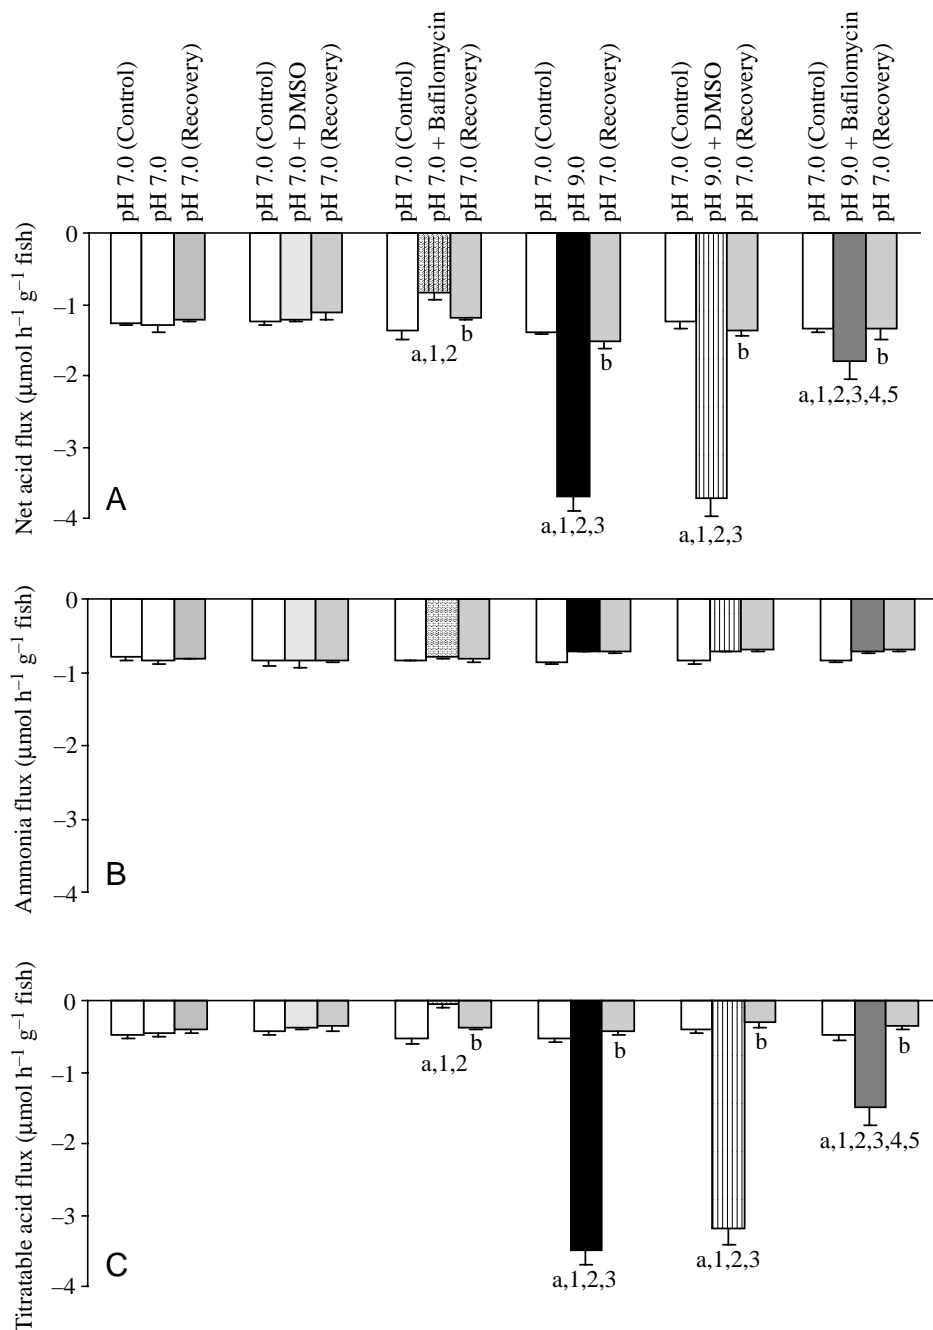 pH 7.0 (Control)
pH 7.0
pH 7.0 (Recovery)
pH 7.0 (Control)
pH 7.0 + DMSO
pH 7.0 (Recovery)
pH 7.0 (Control)
pH 7.0 + Bafilomycin
pH 7.0 (Recovery)
pH 7.0 (Control)
pH 9.0
pH 7.0 (Recovery)
pH 7.0 (Control)
pH 9.0 + DMSO
pH 7.0 (Recovery)
pH 7.0 (Control)
pH 9.0 + Bafilomycin
pH 7.0 (Recovery)
Net acid flux (µmol h⁻¹ g⁻¹ fish)
0
–1
–2
–3
–4
A
a,1,2
b
a,1,2,3
b
a,1,2,3
b
a,1,2,3,4,5
b
Ammonia flux (µmol h⁻¹ g⁻¹ fish)
0
–1
–2
–3
–4
B
Titratable acid flux (µmol h⁻¹ g⁻¹ fish)
0
–1
–2
–3
–4
C
a,1,2
b
a,1,2,3
b
a,1,2,3
b
a,1,2,3,4,5
b